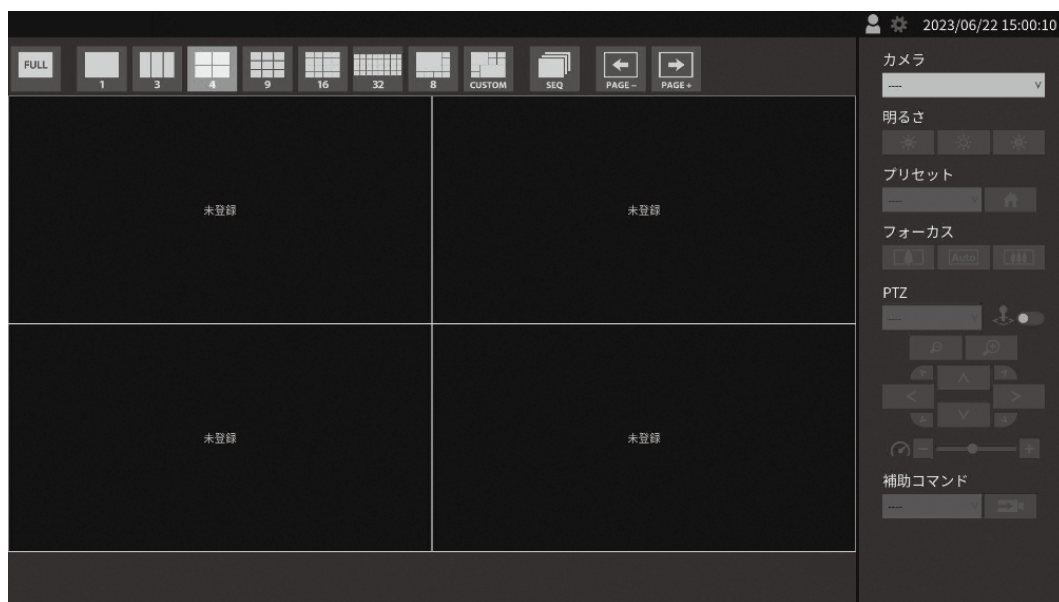 2023/06/22 15:00:10
FULL
1
3
4
9
16
32
8
CUSTOM
SEQ
PAGE−
PAGE+
未登録
未登録
未登録
未登録
カメラ
----
明るさ
プリセット
----
フォーカス
Auto
PTZ
----
補助コマンド
----